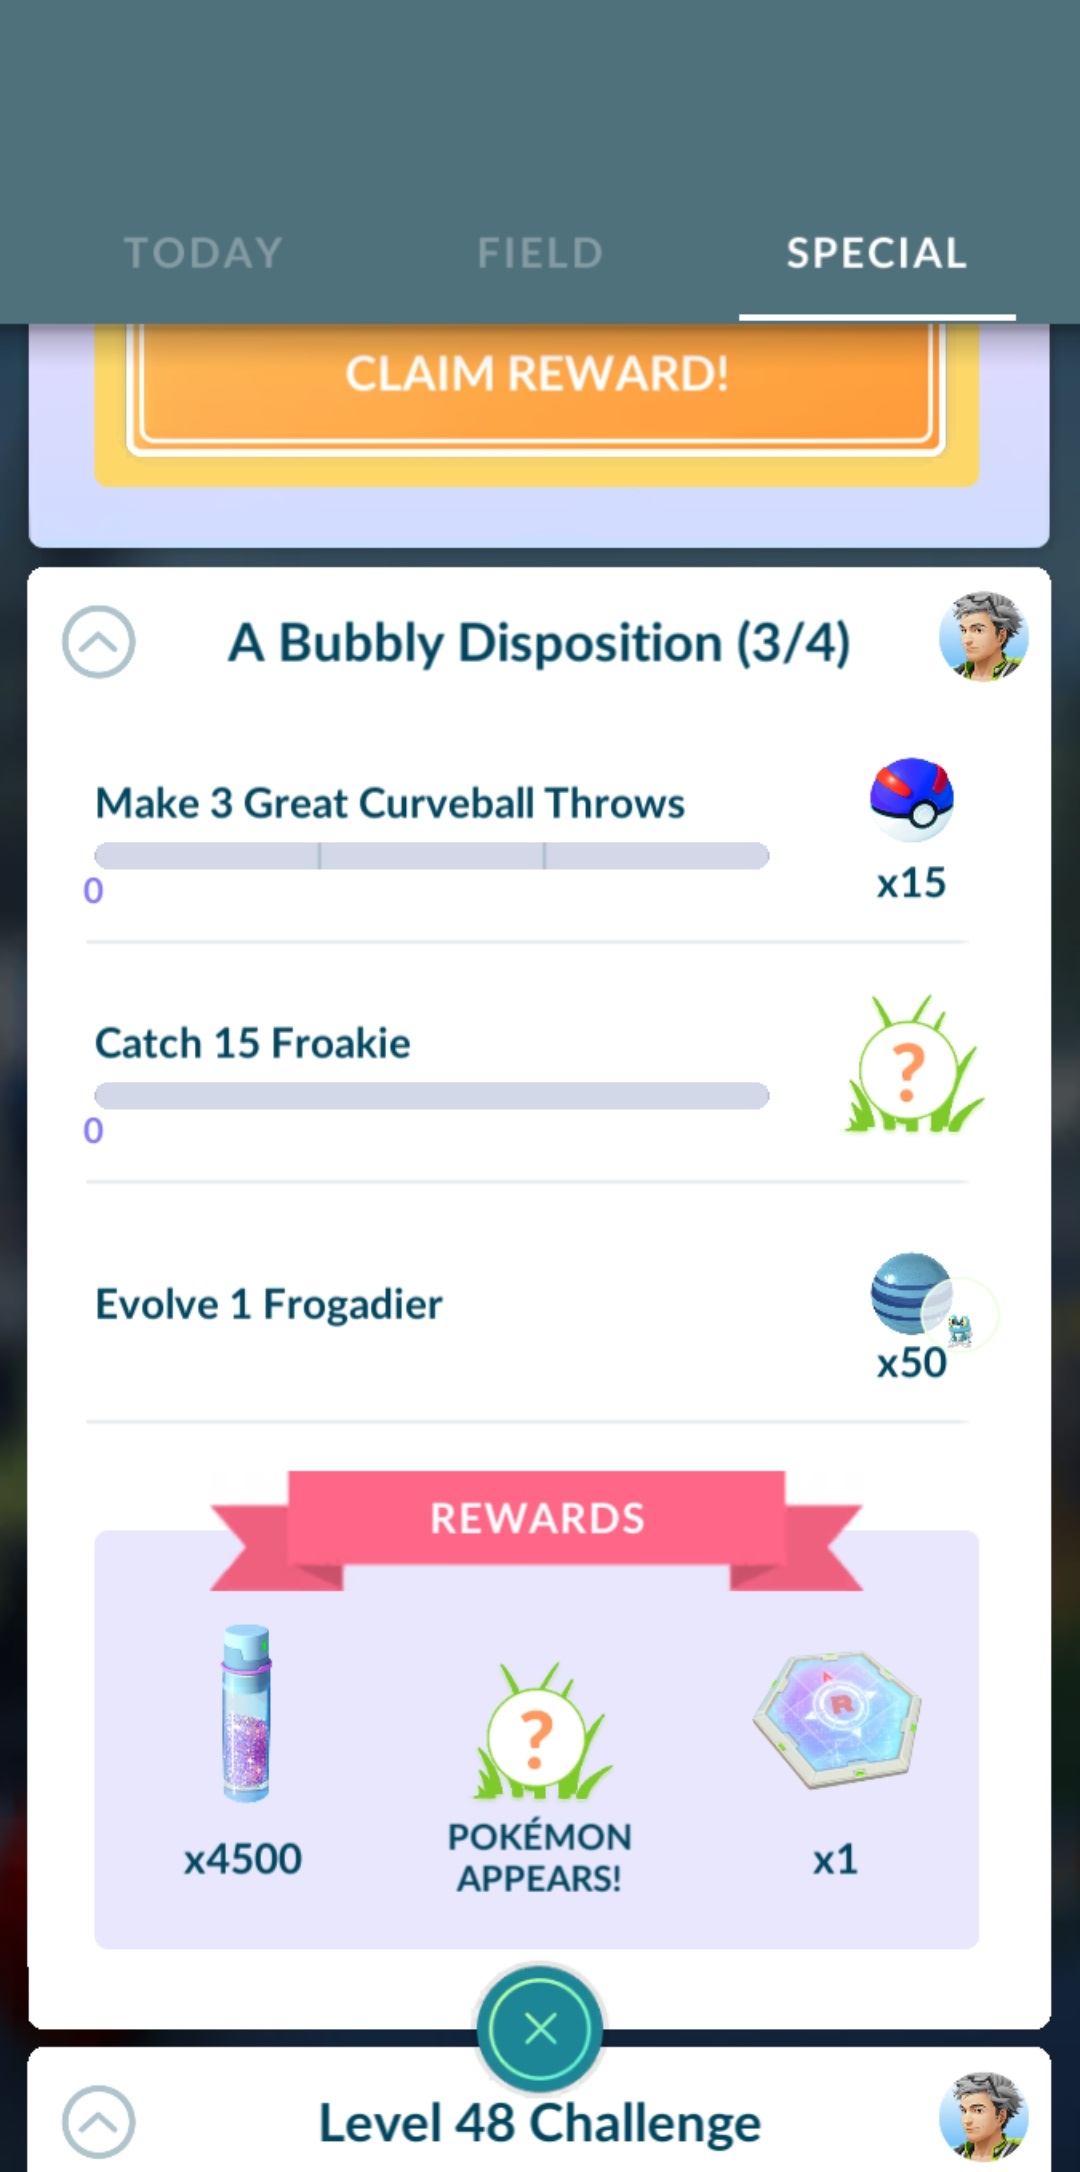 TODAY
FIELD
SPECIAL
CLAIM REWARD!
A Bubbly Disposition (3/4)
Make 3 Great Curveball Throws
0
x15
Catch 15 Froakie
0
?
Evolve 1 Frogadier
x50
REWARDS
?
R
x4500
POKÉMON
APPEARS!
x1
Level 48 Challenge